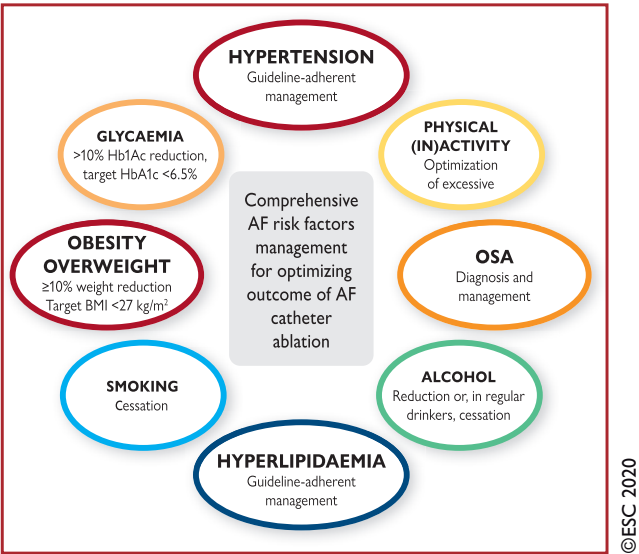 HYPERTENSION
Guideline-adherent
management
GLYCAEMIA
>10% Hb1Ac reduction,
target HbA1c <6.5%
PHYSICAL
(IN)ACTIVITY
Optimization
of excessive
Comprehensive
AF risk factors
management
for optimizing
outcome of AF
catheter
ablation
OBESITY
OVERWEIGHT
≥10% weight reduction
Target BMI <27 kg/m²
OSA
Diagnosis and
management
SMOKING
Cessation
ALCOHOL
Reduction or, in regular
drinkers, cessation
HYPERLIPIDAEMIA
Guideline-adherent
management
©ESC 2020